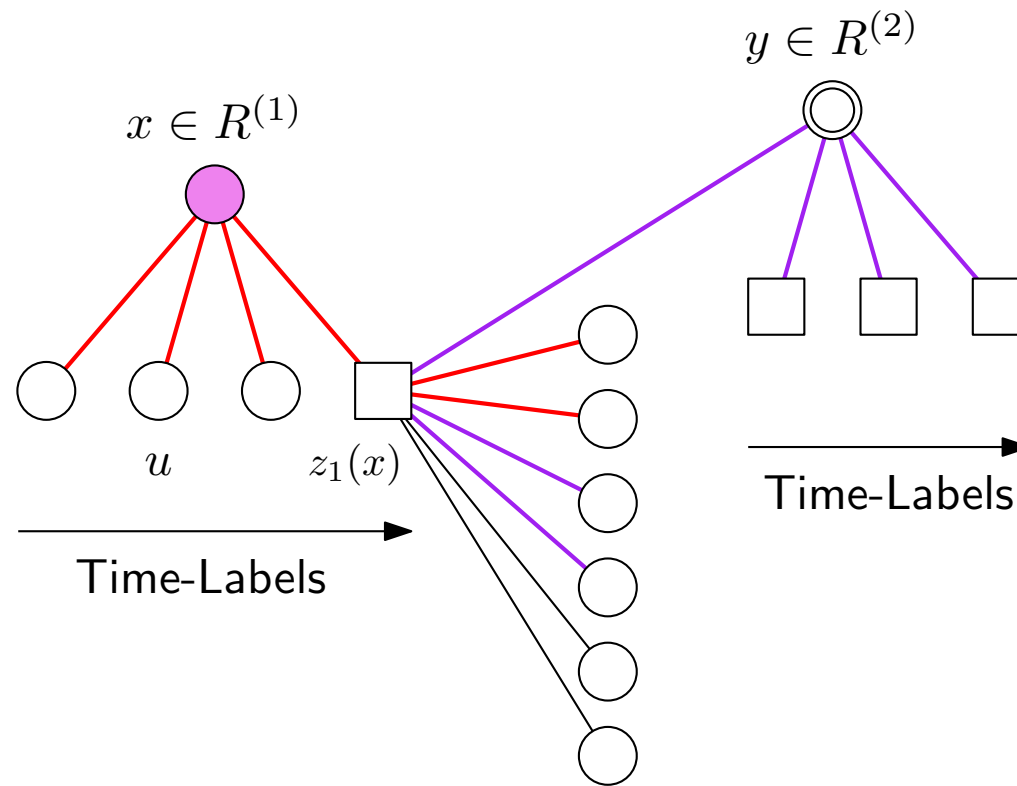 y ∈ R^{(2)}
x ∈ R^{(1)}
u
z_1(x)
Time-Labels
Time-Labels